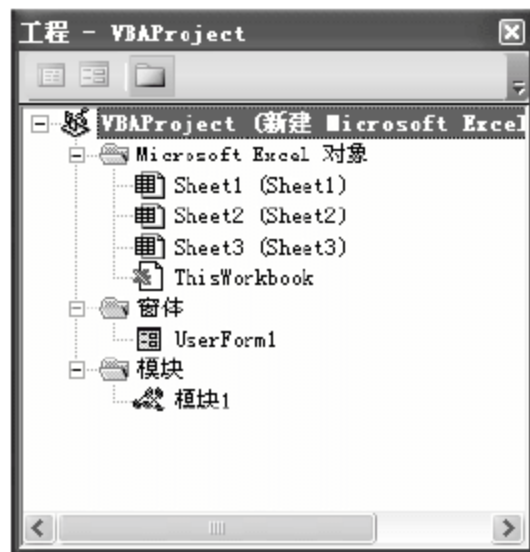 工程 - VBAProject
VBAProject (新建 Microsoft Excel
Microsoft Excel 对象
Sheet1 (Sheet1)
Sheet2 (Sheet2)
Sheet3 (Sheet3)
ThisWorkbook
窗体
UserForm1
模块
模块1